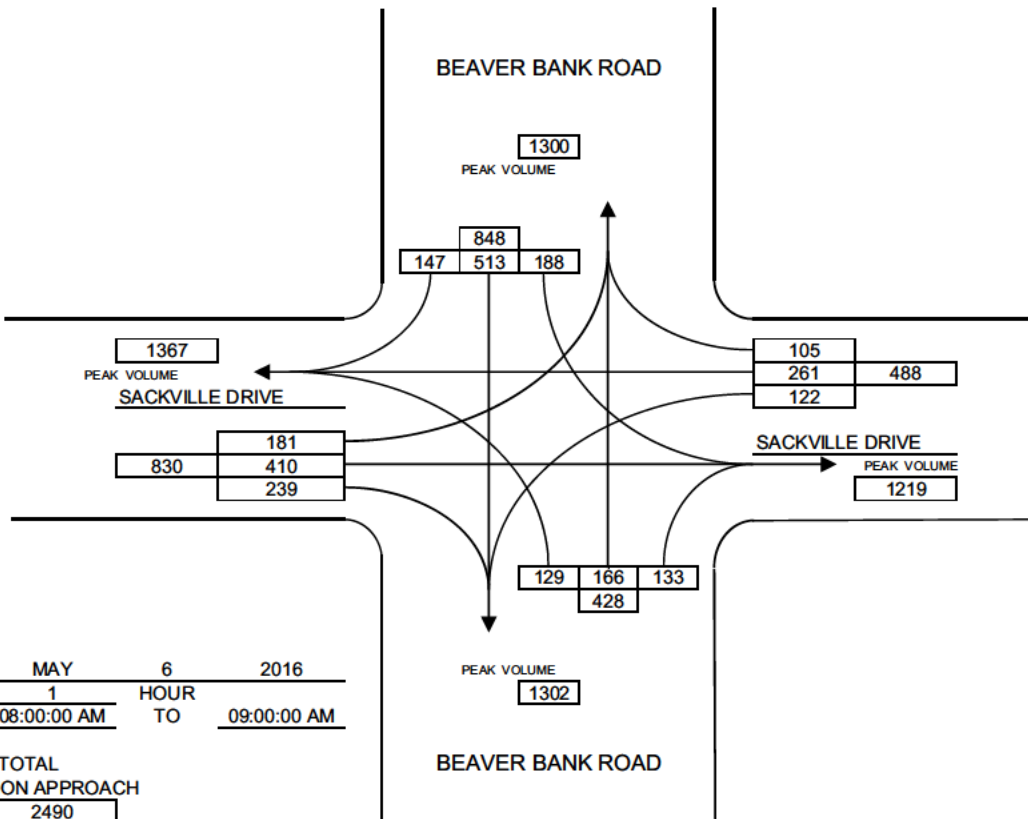 BEAVER BANK ROAD
1300
PEAK VOLUME
848
147 513 188
1367
PEAK VOLUME
SACKVILLE DRIVE
105
261 488
122
181
830 410
239
SACKVILLE DRIVE
PEAK VOLUME
1219
129 166 133
428
PEAK VOLUME
1302
BEAVER BANK ROAD
MAY 6 2016
1 HOUR
08:00:00 AM TO 09:00:00 AM
TOTAL
ON APPROACH
2490